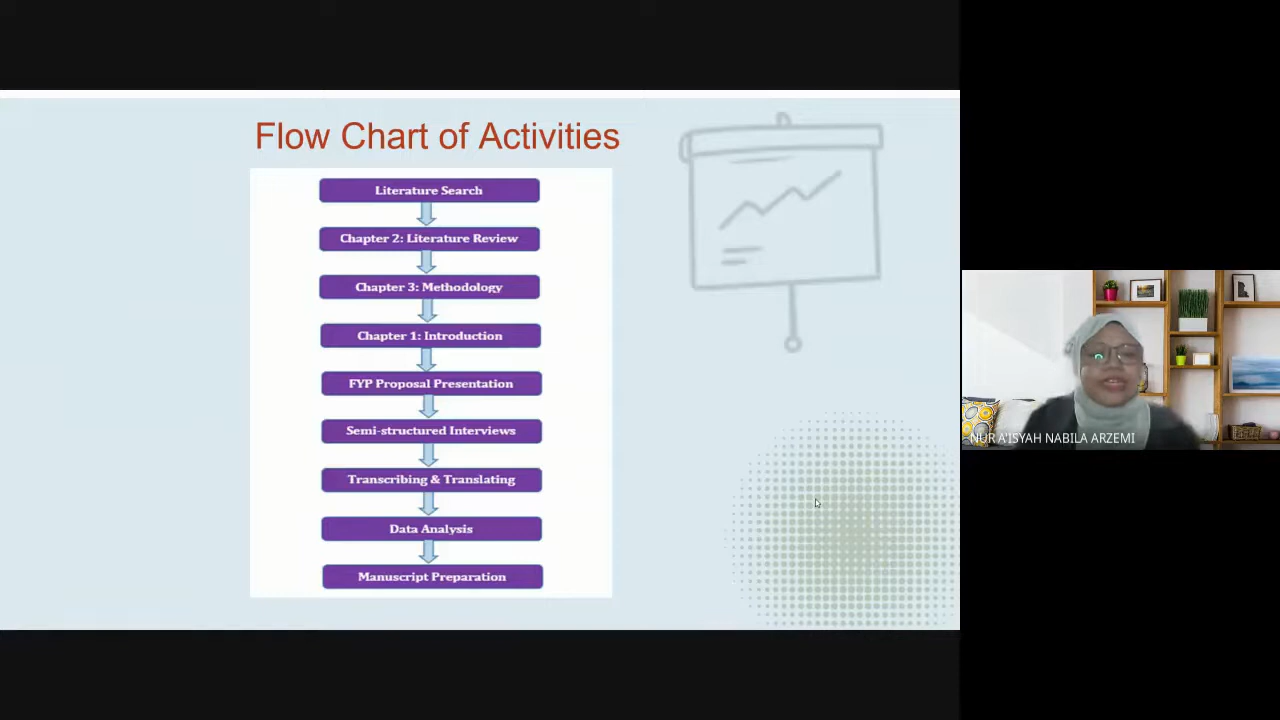 Flow Chart of Activities
Literature Search
Chapter 2: Literature Review
Chapter 3: Methodology
Chapter 1: Introduction
FYP Proposal Presentation
Semi-structured Interviews
Transcribing & Translating
Data Analysis
Manuscript Preparation
NUR A'ISYAH NABILA ARZEMI